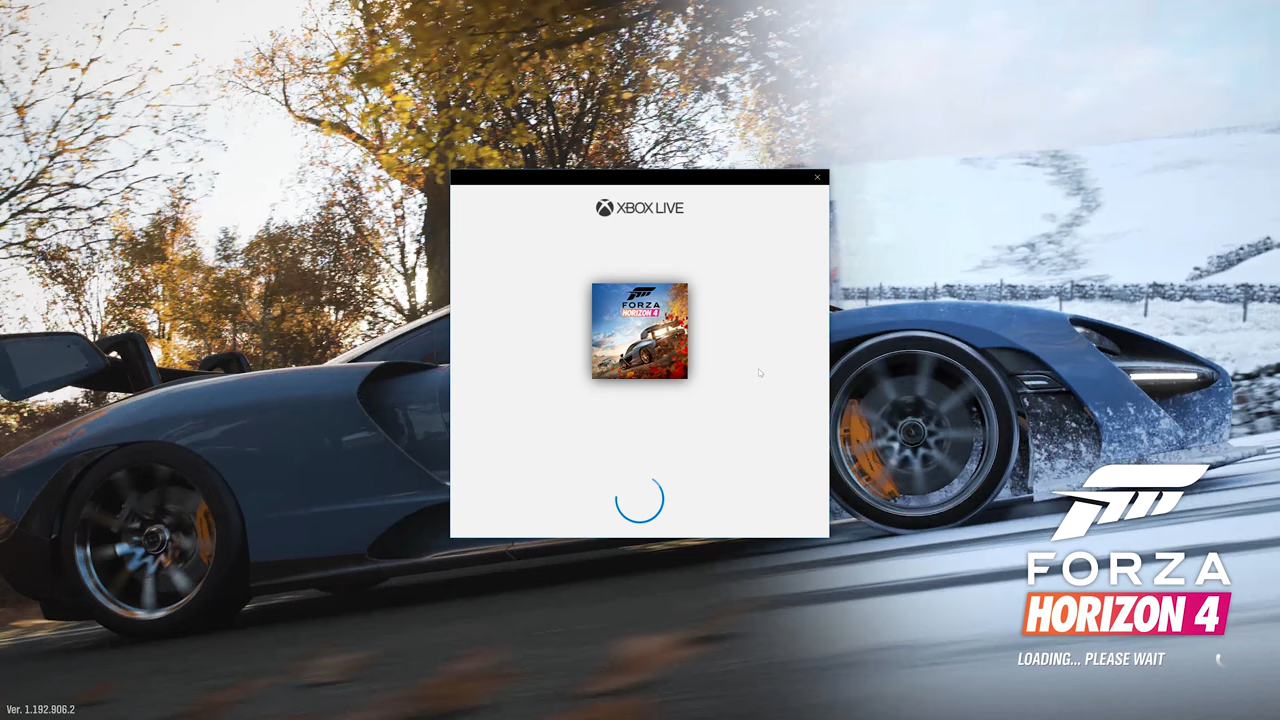 XBOX LIVE
FORZA
HORIZON 4
FORZA
HORIZON 4
LOADING... PLEASE WAIT
Ver. 1.192.906.2